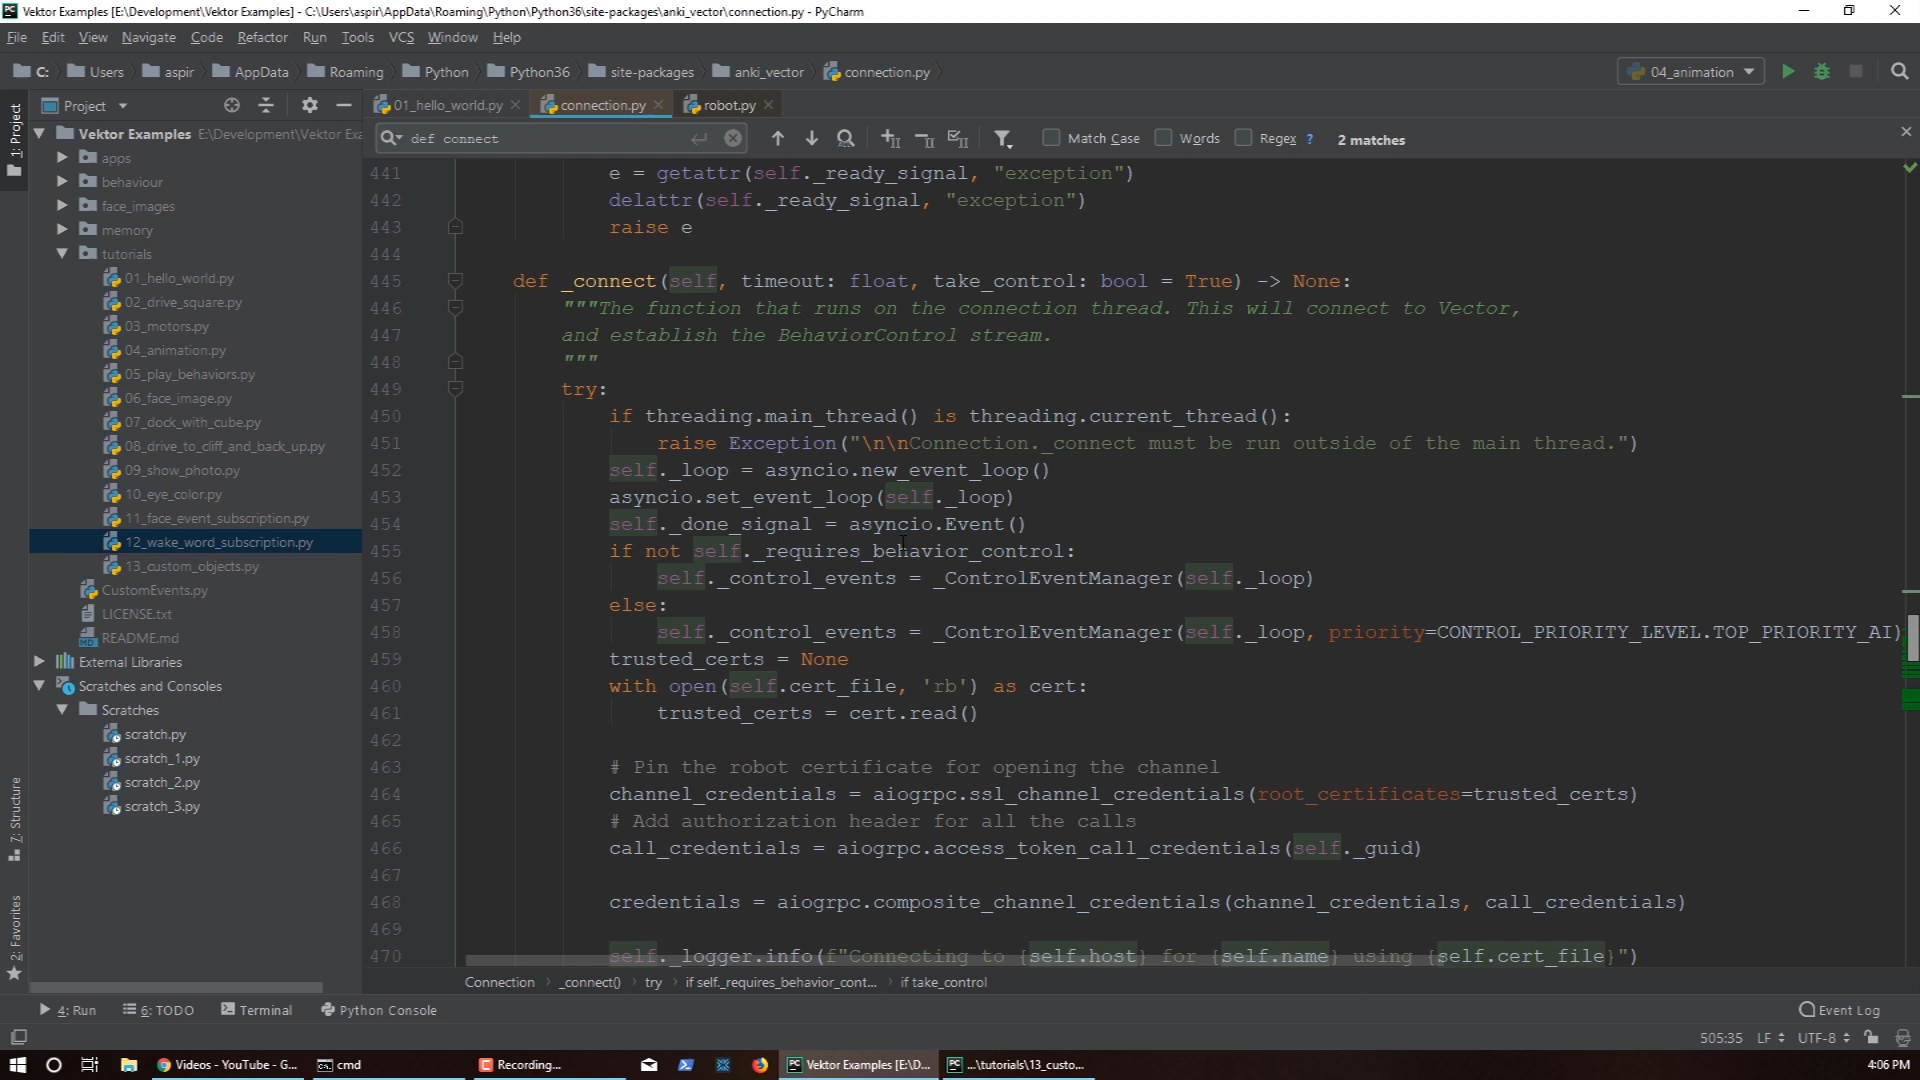 Vektor Examples [E:\Development\Vektor Examples] - C:\Users\aspir\AppData\Roaming\Python\Python36\site-packages\anki_vector\connection.py - PyCharm
File Edit View Navigate Code Refactor Run Tools VCS Window Help
C: Users aspir AppData Roaming Python Python36 site-packages anki_vector connection.py 04_animation
Project 01_hello_world.py connection.py robot.py
1: Project
7: Structure
2: Favorites
Vektor Examples E:\Development\Vektor Exa
apps
behaviour
face_images
memory
tutorials
01_hello_world.py
02_drive_square.py
03_motors.py
04_animation.py
05_play_behaviors.py
06_face_image.py
07_dock_with_cube.py
08_drive_to_cliff_and_back_up.py
09_show_photo.py
10_eye_color.py
11_face_event_subscription.py
12_wake_word_subscription.py
13_custom_objects.py
CustomEvents.py
LICENSE.txt
README.md
External Libraries
Scratches and Consoles
Scratches
scratch.py
scratch_1.py
scratch_2.py
scratch_3.py
def connect Match Case Words Regex ? 2 matches
441 e = getattr(self._ready_signal, "exception")
442 delattr(self._ready_signal, "exception")
443 raise e
444
445 def _connect(self, timeout: float, take_control: bool = True) -> None:
446 """The function that runs on the connection thread. This will connect to Vector,
447 and establish the BehaviorControl stream.
448 """
449 try:
450 if threading.main_thread() is threading.current_thread():
451 raise Exception("\n\nConnection._connect must be run outside of the main thread.")
452 self._loop = asyncio.new_event_loop()
453 asyncio.set_event_loop(self._loop)
454 self._done_signal = asyncio.Event()
455 if not self._requires_behavior_control:
456 self._control_events = _ControlEventManager(self._loop)
457 else:
458 self._control_events = _ControlEventManager(self._loop, priority=CONTROL_PRIORITY_LEVEL.TOP_PRIORITY_AI)
459 trusted_certs = None
460 with open(self.cert_file, 'rb') as cert:
461 trusted_certs = cert.read()
462
463 # Pin the robot certificate for opening the channel
464 channel_credentials = aiogrpc.ssl_channel_credentials(root_certificates=trusted_certs)
465 # Add authorization header for all the calls
466 call_credentials = aiogrpc.access_token_call_credentials(self._guid)
467
468 credentials = aiogrpc.composite_channel_credentials(channel_credentials, call_credentials)
469
470 self._logger.info(f"Connecting to {self.host} for {self.name} using {self.cert_file}")
Connection _connect() try if self._requires_behavior_cont... if take_control
4: Run 6: TODO Terminal Python Console Event Log
505:35 LF UTF-8
Videos - YouTube - G... cmd Recording... Vektor Examples [E:\D... ...\tutorials\13_custo... 4:06 PM